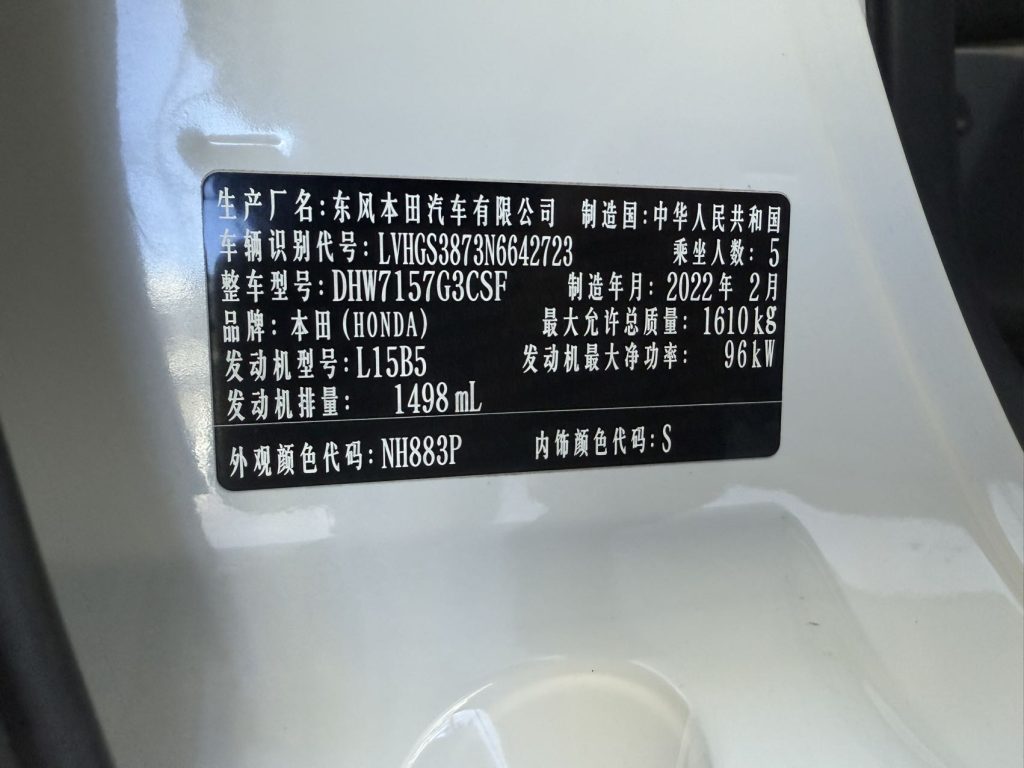 生产厂名:东风本田汽车有限公司 制造国:中华人民共和国
车辆识别代号:LVHGS3873N6642723 乘坐人数: 5
整车型号:DHW7157G3CSF 制造年月: 2022 年 2 月
品牌: 本田(HONDA) 最大允许总质量: 1610kg
发动机型号:L15B5 发动机最大净功率: 96kW
发动机排量: 1498mL
外观颜色代码:NH883P 内饰颜色代码:S